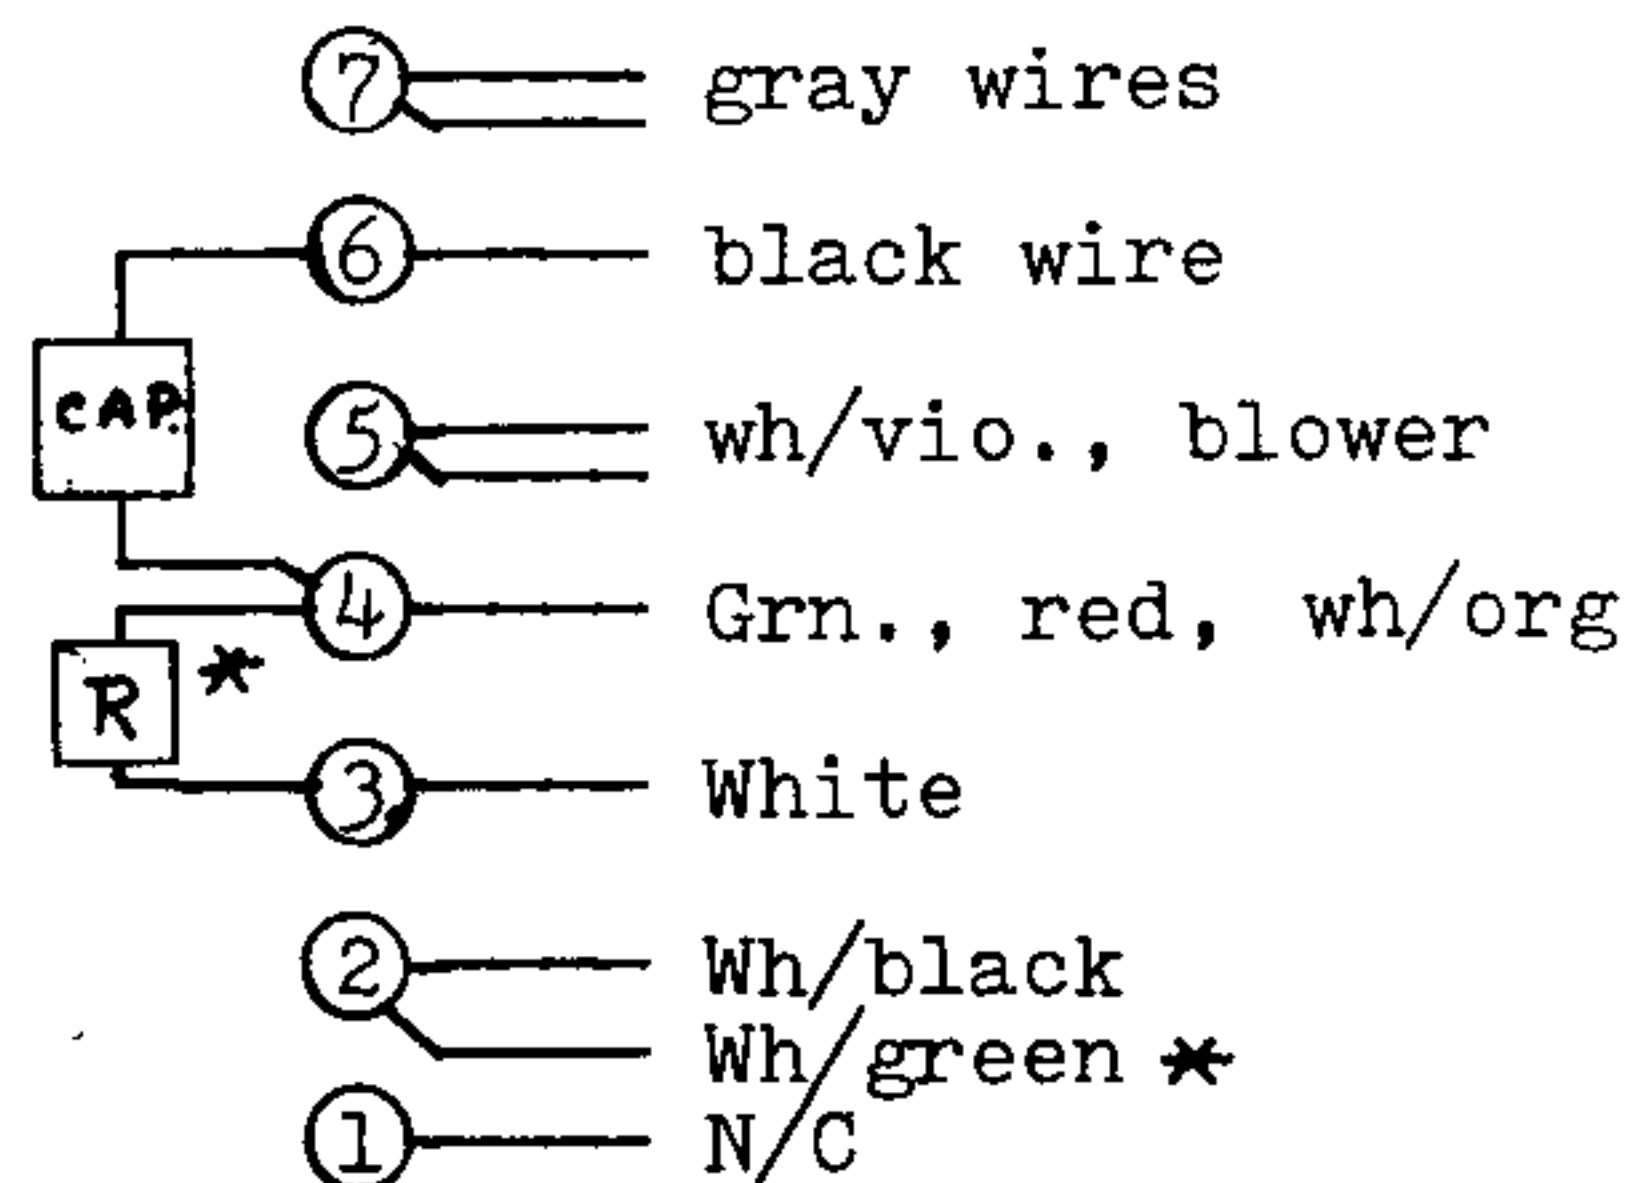 7 gray wires
6 black wire
CAP.
5 wh/vio., blower
4 Grn., red, wh/org
R *
3 White
2 Wh/black
Wh/green *
1 N/C